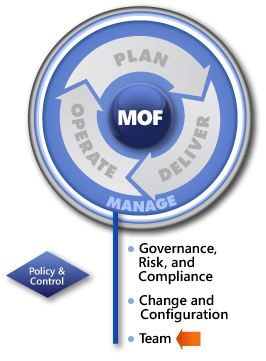 PLAN
MOF
OPERATE
DELIVER
MANAGE
Governance,
Risk, and
Compliance
Policy &
Control
Change and
Configuration
Team